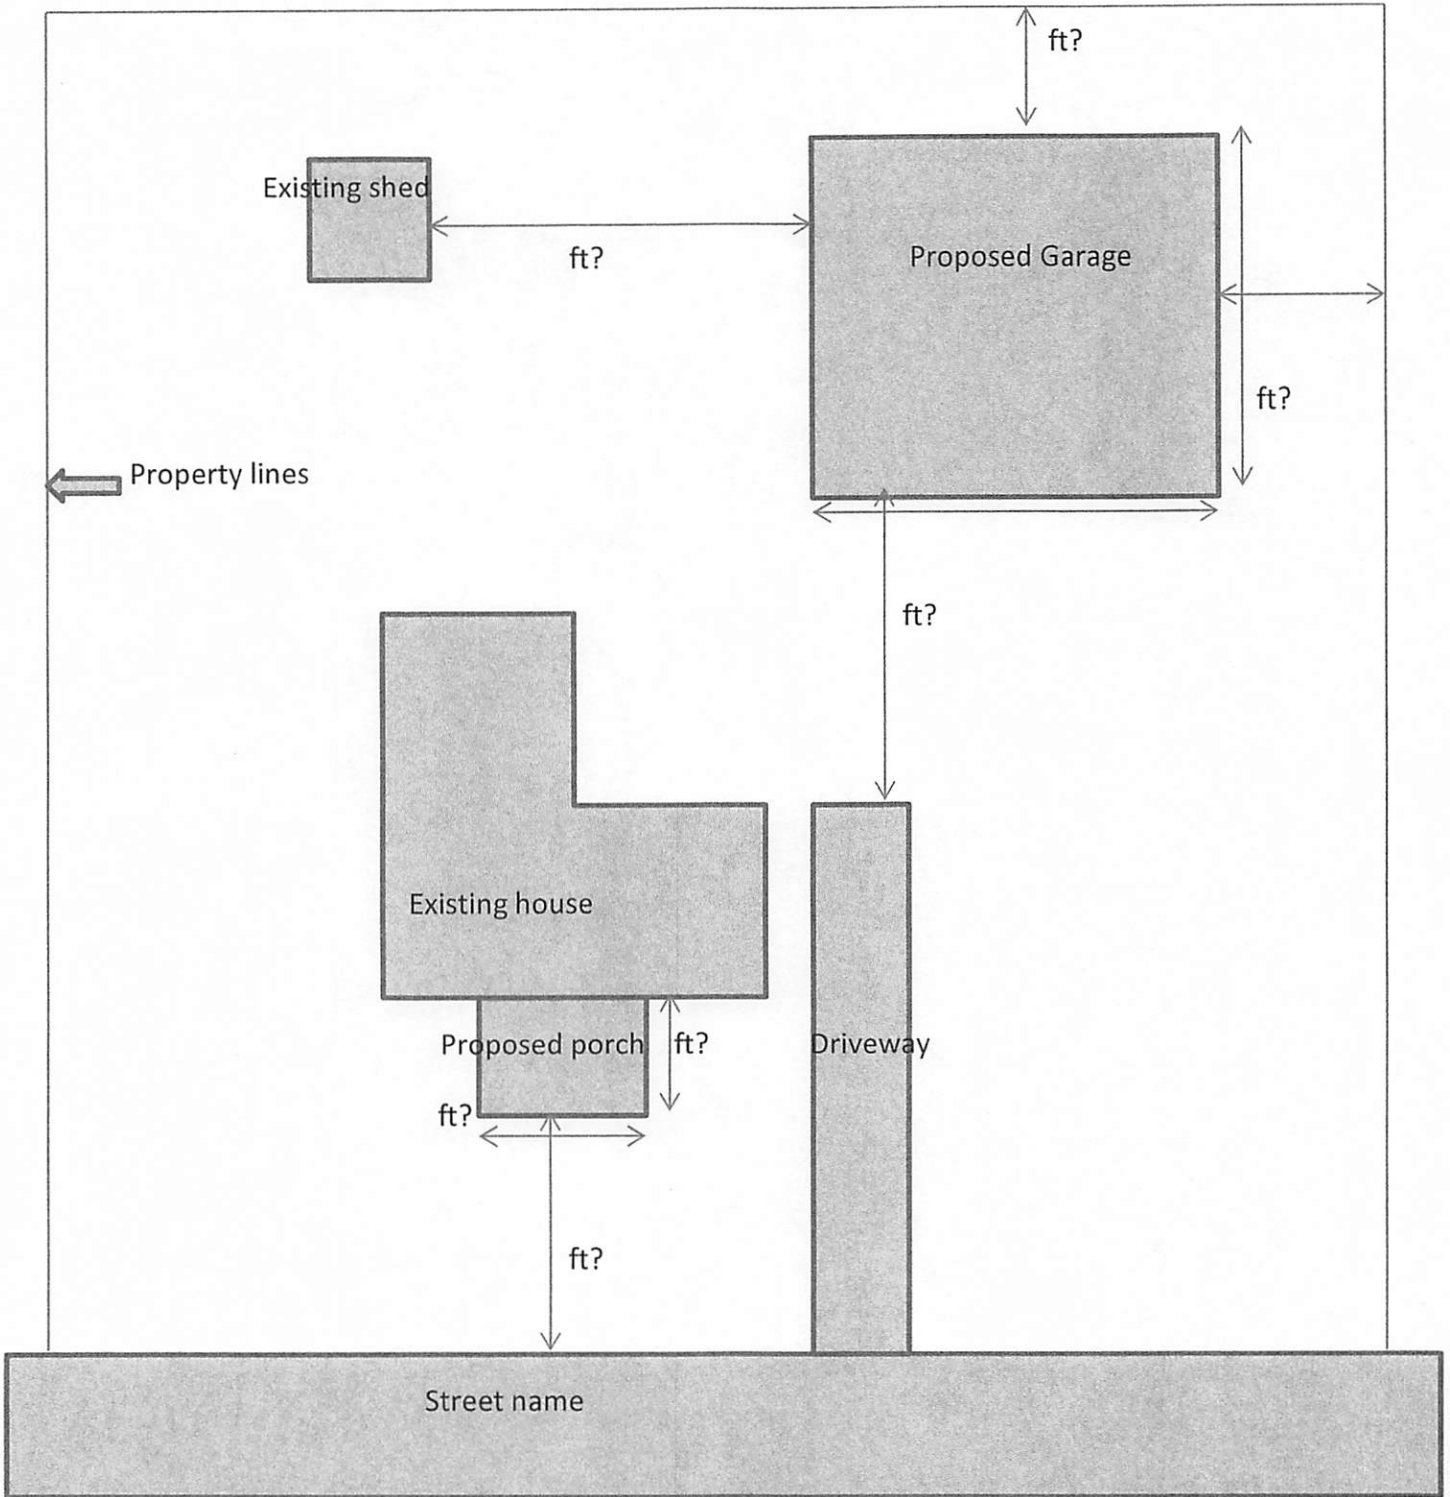 ft?
Existing shed
ft?
Proposed Garage
ft?
Property lines
ft?
Existing house
Proposed porch
ft?
Driveway
ft?
ft?
Street name